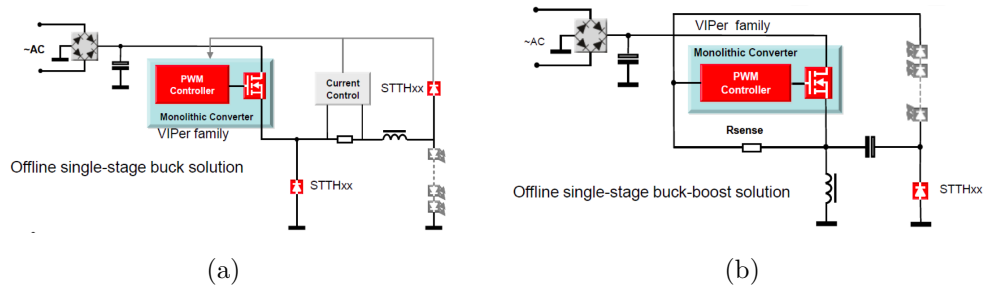 ~AC
PWM
Controller
Monolithic Converter
VIPer family
Current
Control
STTHxx
STTHxx
Offline single-stage buck solution
(a)
VIPer family
~AC
Monolithic Converter
PWM
Controller
Rsense
STTHxx
Offline single-stage buck-boost solution
(b)